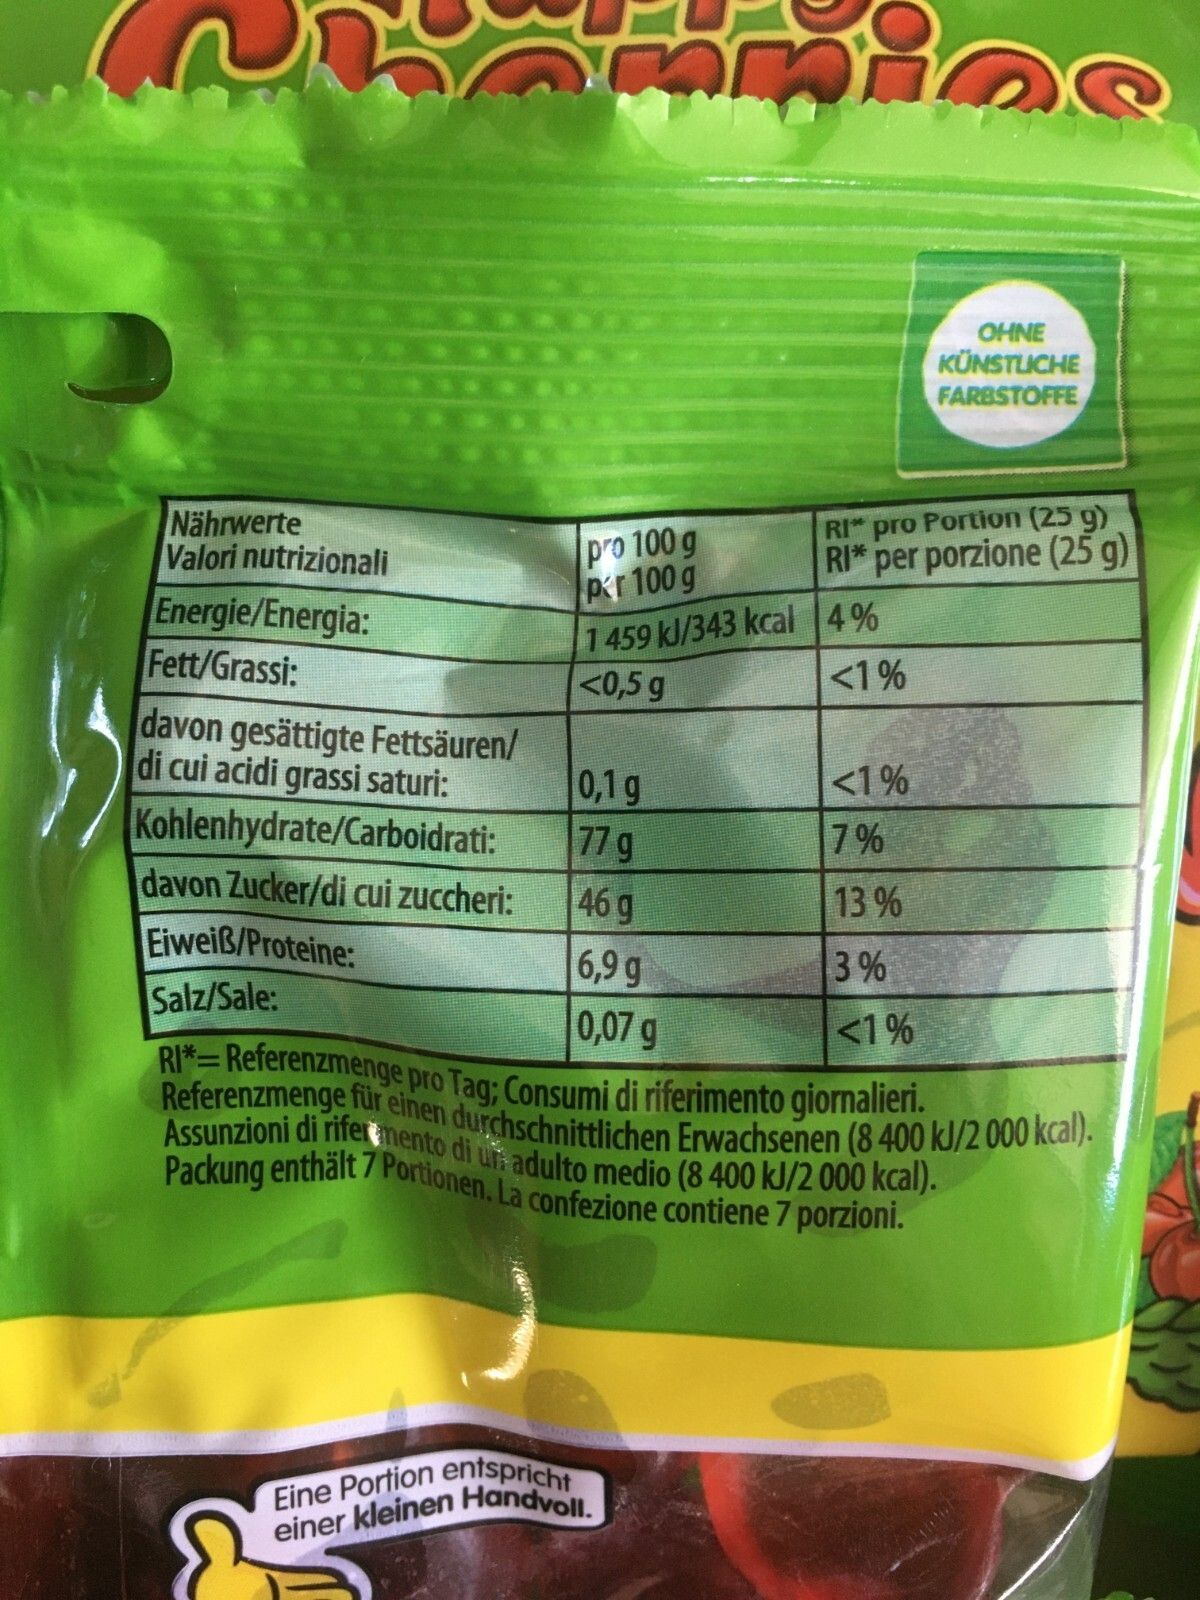 Happy
Cherries
OHNE
KÜNSTLICHE
FARBSTOFFE
Nährwerte
Valori nutrizionali
pro 100 g
per 100 g
RI* pro Portion (25 g)
RI* per porzione (25 g)
Energie/Energia: 1 459 kJ/343 kcal 4 %
Fett/Grassi: <0,5 g <1 %
davon gesättigte Fettsäuren/
di cui acidi grassi saturi: 0,1 g <1 %
Kohlenhydrate/Carboidrati: 77 g 7 %
davon Zucker/di cui zuccheri: 46 g 13 %
Eiweiß/Proteine: 6,9 g 3 %
Salz/Sale: 0,07 g <1 %
RI*= Referenzmenge pro Tag; Consumi di riferimento giornalieri.
Referenzmenge für einen durchschnittlichen Erwachsenen (8 400 kJ/2 000 kcal).
Assunzioni di riferimento di un adulto medio (8 400 kJ/2 000 kcal).
Packung enthält 7 Portionen. La confezione contiene 7 porzioni.
Eine Portion entspricht
einer kleinen Handvoll.